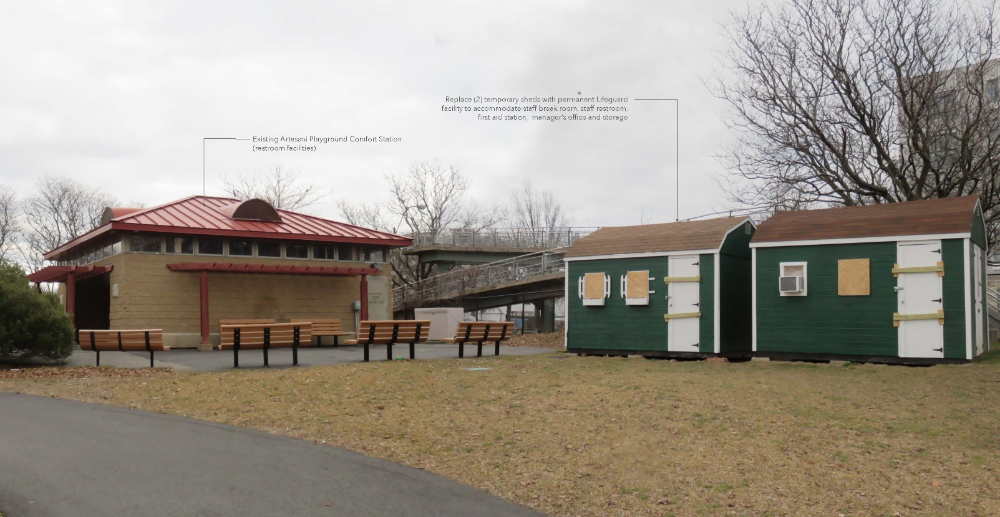 Replace (2) temporary sheds with permanent Lifeguard
facility to accommodate staff break room, staff restroom,
first aid station, manager's office and storage
Existing Artesani Playground Comfort Station
(restroom facilities)